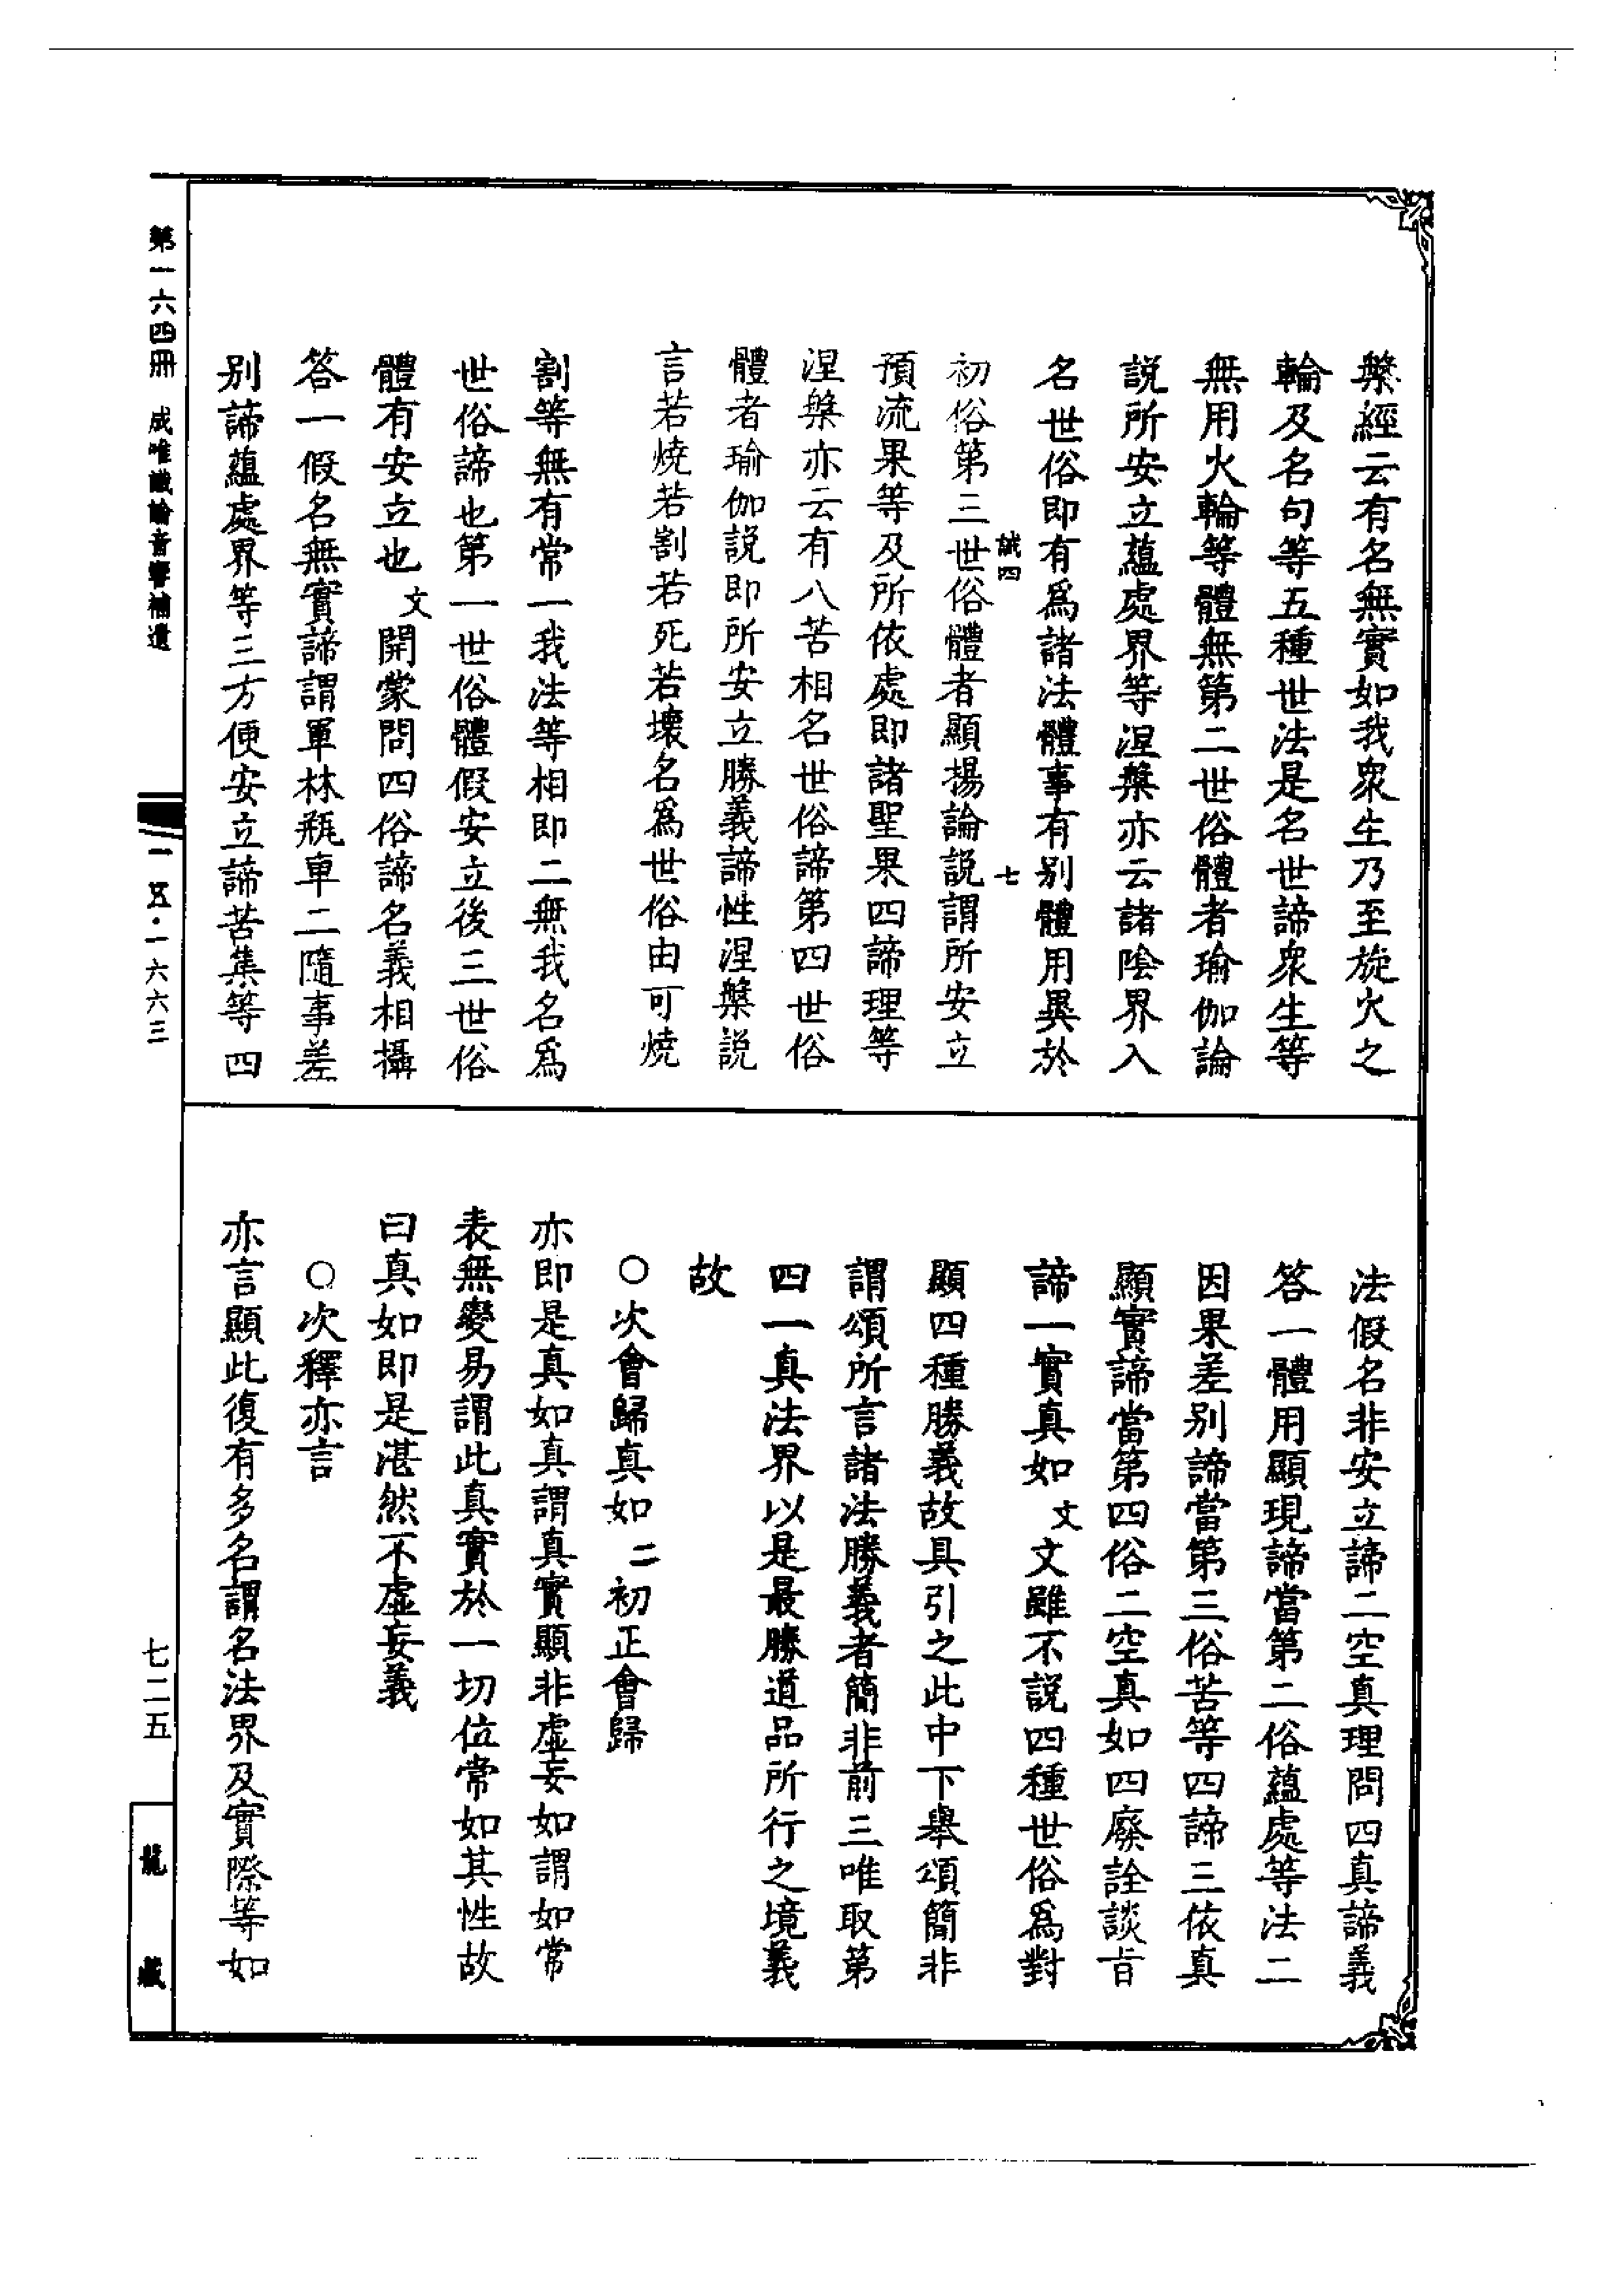 槃經云有名無實如我衆生乃至旋火之
輪及名句等五種世法是名世諦衆生等
無用火輪等體無第二世俗體者瑜伽論
説所安立蘊處界等涅槃亦云諸陰界入
名世俗即有爲諸法體事有别體用異於
誠四 七
初俗第三世俗體者顯揚論説謂所安立
預流果等及所依處即諸聖果四諦理等
涅槃亦云有八苦相名世俗諦第四世俗
體者瑜伽説即所安立勝義諦性涅槃説
言若燒若割若死若壞名爲世俗由可燒
割等無有常一我法等相即二無我名爲
世俗諦也第一世俗體假安立後三世俗
體有安立也文開蒙問四俗諦名義相攝
答一假名無實諦謂軍林瓶車二隨事差
别諦蘊處界等三方便安立諦苦集等四
法假名非安立諦二空真理問四真諦義
答一體用顯現諦當第二俗蘊處等法二
因果差别諦當第三俗苦等四諦三依真
顯實諦當第四俗二空真如四廢詮談旨
諦一實真如文文雖不説四種世俗爲對
顯四種勝義故具引之此中下舉頌簡非
謂頌所言諸法勝義者簡非前三唯取第
四一真法界以是最勝道品所行之境義
故
○次會歸真如二初正會歸
亦即是真如真謂真實顯非虛妄如謂如常
表無變易謂此真實於一切位常如其性故
曰真如即是湛然不虛妄義
○次釋亦言
亦言顯此復有多名謂名法界及實際等如
第一六四冊 成唯識論音響補遺
一五·一六六三
七二五
龍藏